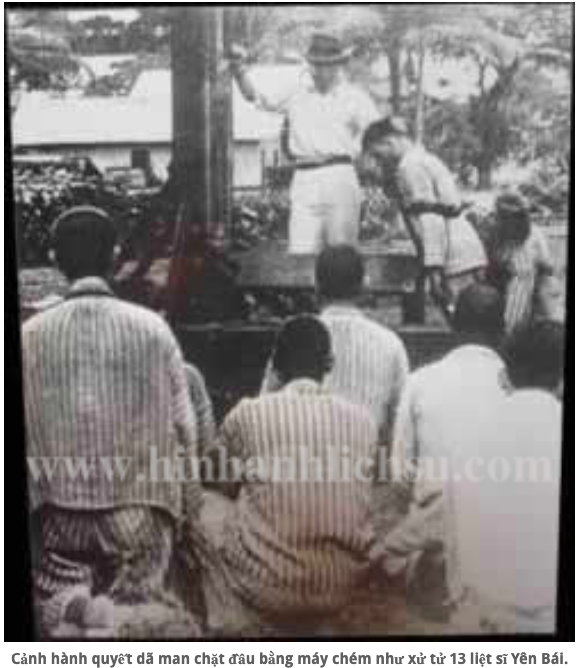 www.hinhanhlichsu.com
Cảnh hành quyết dã man chặt đầu bằng máy chém như xử tử 13 liệt sĩ Yên Bái.